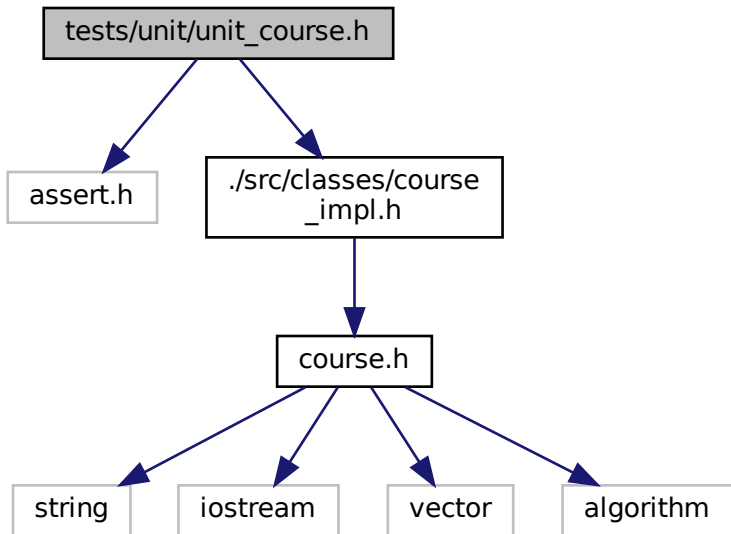 tests/unit/unit_course.h
assert.h
./src/classes/course
_impl.h
course.h
string
iostream
vector
algorithm